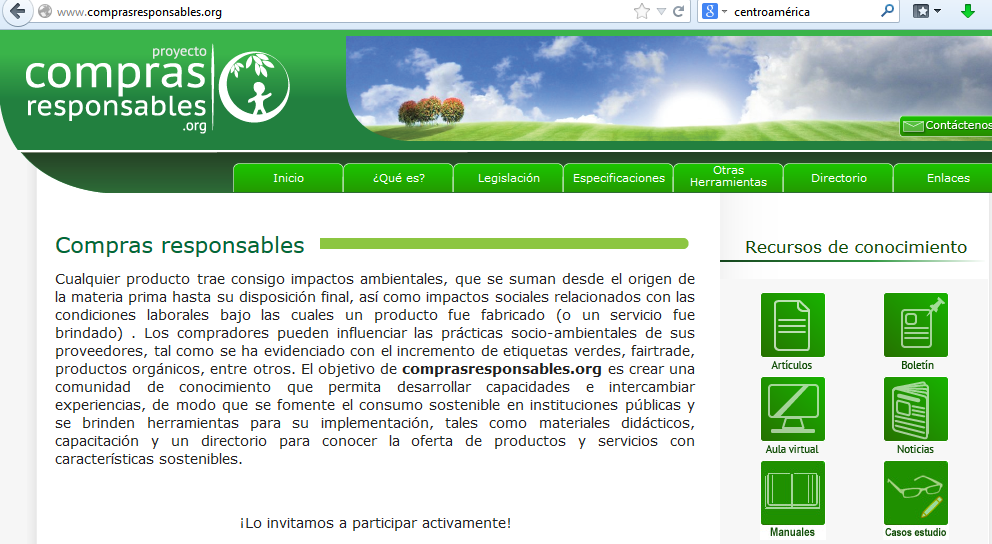 www.comprasresponsables.org
centroamérica
proyecto
compras
responsables
.org
Contáctenos
Inicio
¿Qué es?
Legislación
Especificaciones
Otras
Herramientas
Directorio
Enlaces
Compras responsables
Cualquier producto trae consigo impactos ambientales, que se suman desde el origen de
la materia prima hasta su disposición final, así como impactos sociales relacionados con las
condiciones laborales bajo las cuales un producto fue fabricado (o un servicio fue
brindado) . Los compradores pueden influenciar las prácticas socio-ambientales de sus
proveedores, tal como se ha evidenciado con el incremento de etiquetas verdes, fairtrade,
productos orgánicos, entre otros. El objetivo de comprasresponsables.org es crear una
comunidad de conocimiento que permita desarrollar capacidades e intercambiar
experiencias, de modo que se fomente el consumo sostenible en instituciones públicas y
se brinden herramientas para su implementación, tales como materiales didácticos,
capacitación y un directorio para conocer la oferta de productos y servicios con
características sostenibles.
¡Lo invitamos a participar activamente!
Recursos de conocimiento
Artículos
Boletín
Aula virtual
Noticias
Manuales
Casos estudio